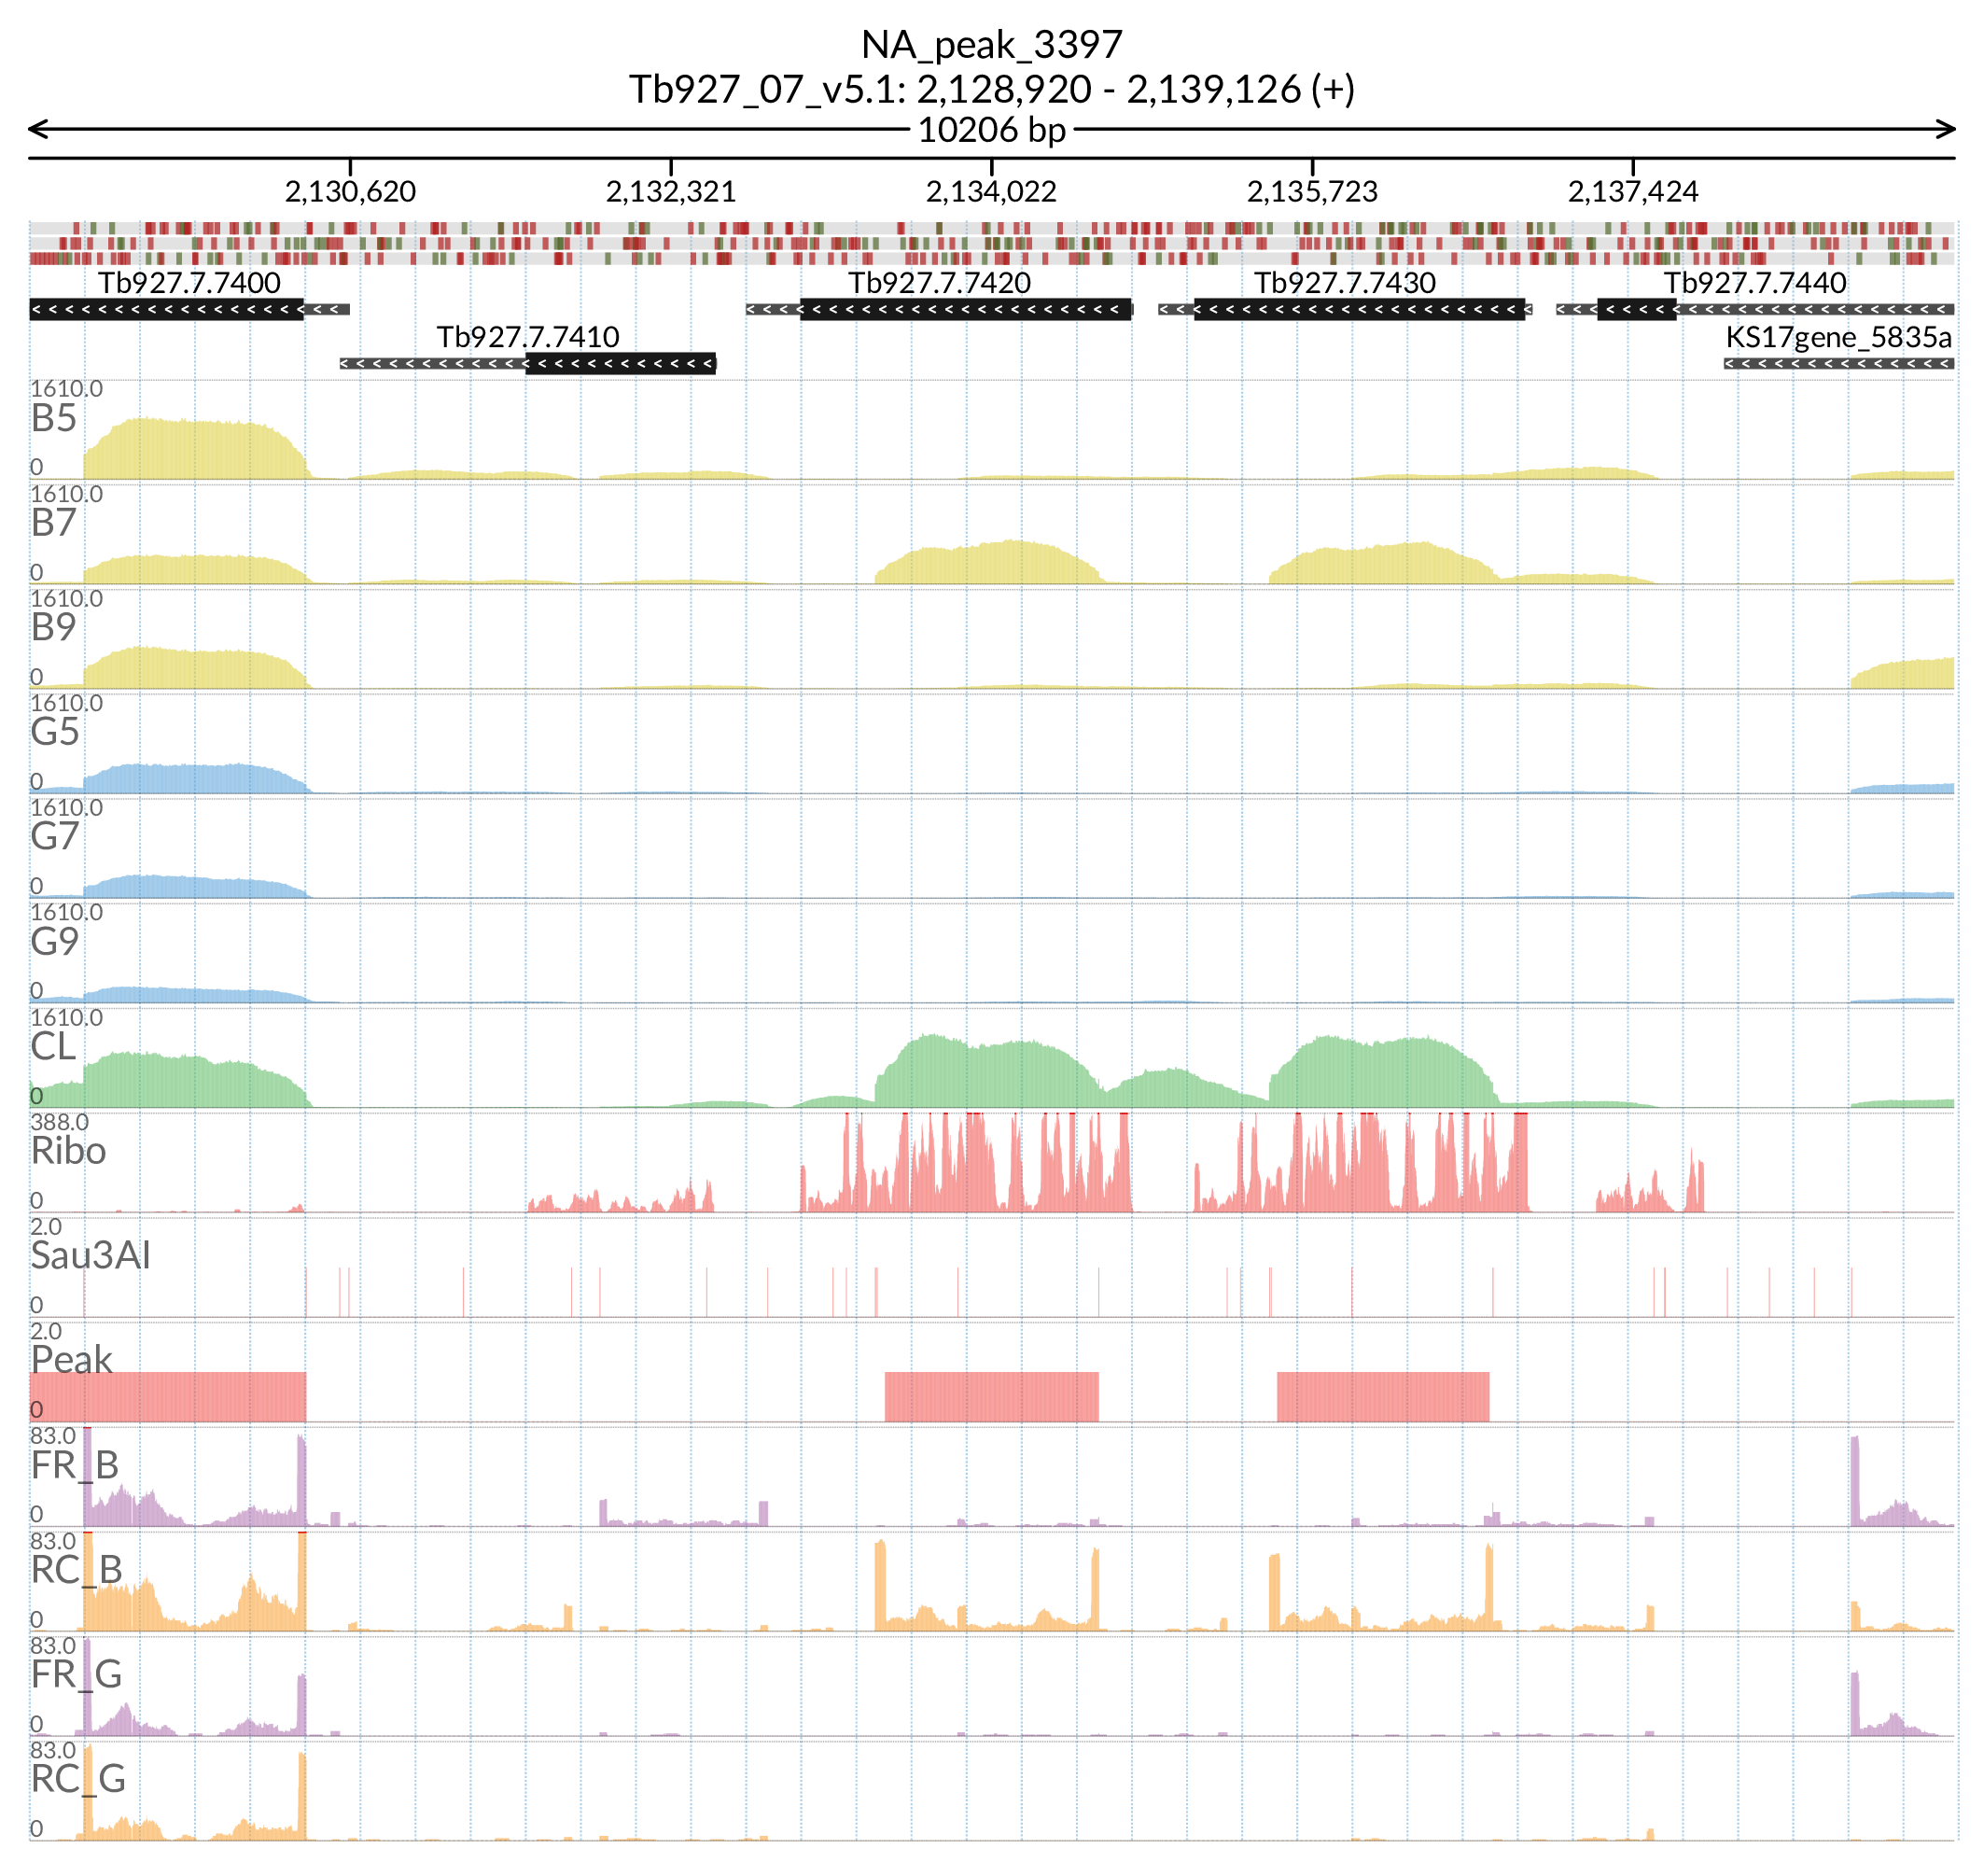 NA_peak_3397
Tb927_07_v5.1: 2,128,920 - 2,139,126 (+)
10206 bp
2,130,620 2,132,321 2,134,022 2,135,723 2,137,424
Tb927.7.7400 Tb927.7.7420 Tb927.7.7430 Tb927.7.7440
Tb927.7.7410 KS17gene_5835a
1610.0
B5
0
1610.0
B7
0
1610.0
B9
0
1610.0
G5
0
1610.0
G7
0
1610.0
G9
0
1610.0
CL
0
388.0
Ribo
0
2.0
Sau3AI
0
2.0
Peak
0
83.0
FR_B
0
83.0
RC_B
0
83.0
FR_G
0
83.0
RC_G
0